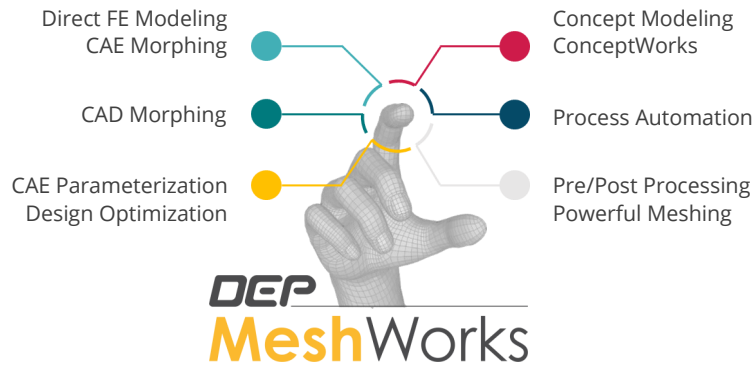 Direct FE Modeling
CAE Morphing
CAD Morphing
CAE Parameterization
Design Optimization
Concept Modeling
ConceptWorks
Process Automation
Pre/Post Processing
Powerful Meshing
DEP
MeshWorks